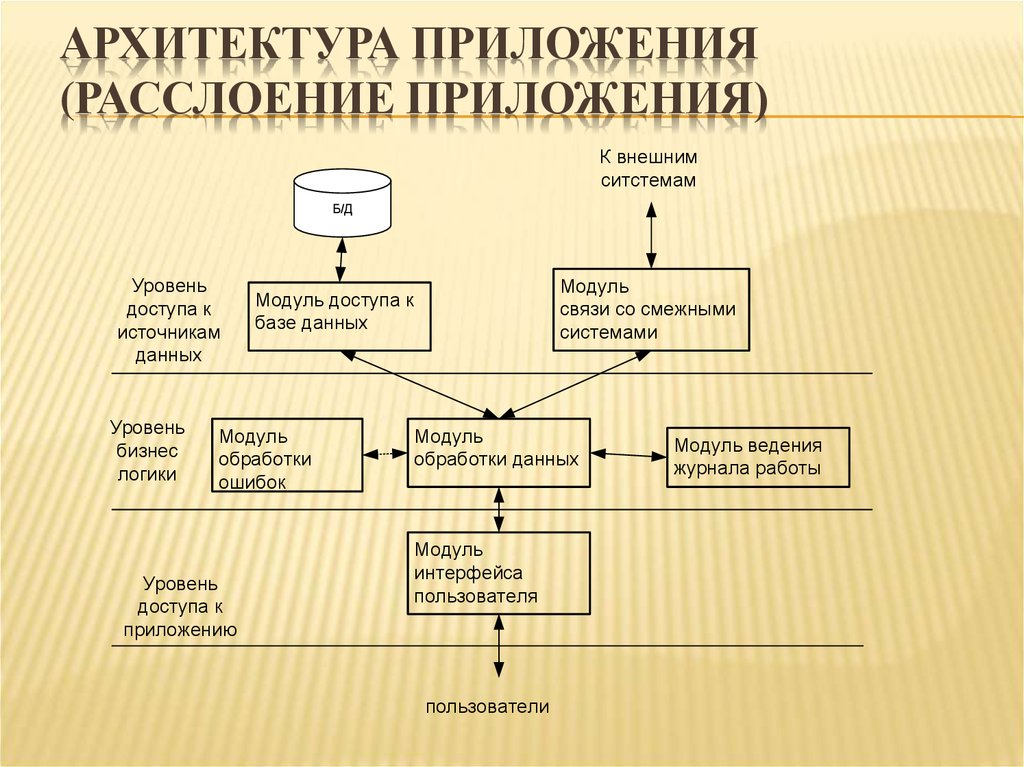 АРХИТЕКТУРА ПРИЛОЖЕНИЯ
(РАССЛОЕНИЕ ПРИЛОЖЕНИЯ)
К внешним
ситстемам
Б/Д
Уровень
доступа к
источникам
данных
Модуль доступа к
базе данных
Модуль
связи со смежными
системами
Уровень
бизнес
логики
Модуль
обработки
ошибок
Модуль
обработки данных
Модуль ведения
журнала работы
Уровень
доступа к
приложению
Модуль
интерфейса
пользователя
пользователи